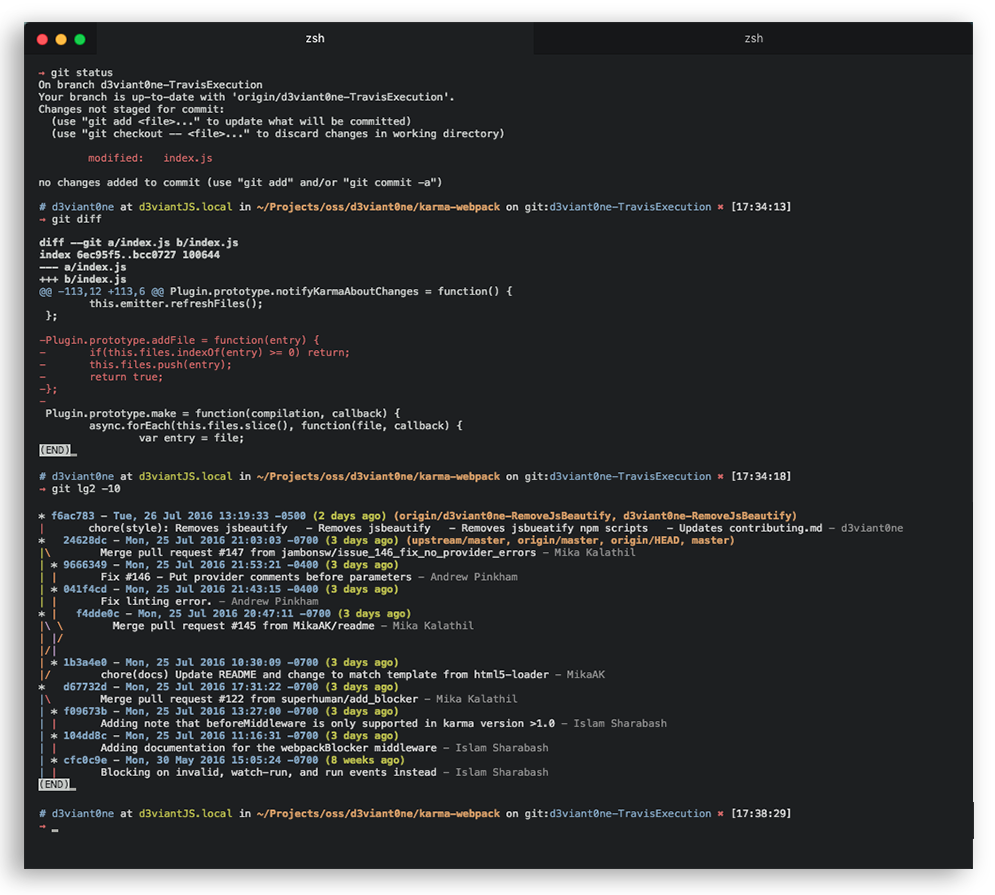 zsh zsh
→ git status
On branch d3viant0ne-TravisExecution
Your branch is up-to-date with 'origin/d3viant0ne-TravisExecution'.
Changes not staged for commit:
  (use "git add <file>..." to update what will be committed)
  (use "git checkout -- <file>..." to discard changes in working directory)
        modified:   index.js
no changes added to commit (use "git add" and/or "git commit -a")
# d3viant0ne at d3viantJS.local in ~/Projects/oss/d3viant0ne/karma-webpack on git:d3viant0ne-TravisExecution ✖ [17:34:13]
→ git diff
diff --git a/index.js b/index.js
index 6ec95f5..bcc0727 100644
--- a/index.js
+++ b/index.js
@@ -113,12 +113,6 @@ Plugin.prototype.notifyKarmaAboutChanges = function() {
        this.emitter.refreshFiles();
 };
-Plugin.prototype.addFile = function(entry) {
-       if(this.files.indexOf(entry) >= 0) return;
-       this.files.push(entry);
-       return true;
-};
-
 Plugin.prototype.make = function(compilation, callback) {
        async.forEach(this.files.slice(), function(file, callback) {
                var entry = file;
(END)_
# d3viant0ne at d3viantJS.local in ~/Projects/oss/d3viant0ne/karma-webpack on git:d3viant0ne-TravisExecution ✖ [17:34:18]
→ git lg2 -10
* f6ac783 - Tue, 26 Jul 2016 13:19:33 -0500 (2 days ago) (origin/d3viant0ne-RemoveJsBeautify, d3viant0ne-RemoveJsBeautify)
|       chore(style): Removes jsbeautify   - Removes jsbeautify   - Removes jsbueatify npm scripts   - Updates contributing.md - d3viant0ne
*   24628dc - Mon, 25 Jul 2016 21:03:03 -0700 (3 days ago) (upstream/master, origin/master, origin/HEAD, master)
|\        Merge pull request #147 from jambonsw/issue_146_fix_no_provider_errors - Mika Kalathil
| * 9666349 - Mon, 25 Jul 2016 21:53:21 -0400 (3 days ago)
| |       Fix #146 - Put provider comments before parameters - Andrew Pinkham
| * 041f4cd - Mon, 25 Jul 2016 21:43:15 -0400 (3 days ago)
| |       Fix linting error. - Andrew Pinkham
* |   f4dde0c - Mon, 25 Jul 2016 20:47:11 -0700 (3 days ago)
|\ \        Merge pull request #145 from MikaAK/readme - Mika Kalathil
| |/
|/|
| * 1b3a4e0 - Mon, 25 Jul 2016 10:30:09 -0700 (3 days ago)
|/        chore(docs) Update README and change to match template from html5-loader - MikaAK
*   d67732d - Mon, 25 Jul 2016 17:31:22 -0700 (3 days ago)
|\        Merge pull request #122 from superhuman/add_blocker - Mika Kalathil
| * f09673b - Mon, 25 Jul 2016 13:27:00 -0700 (3 days ago)
| |       Adding note that beforeMiddleware is only supported in karma version >1.0 - Islam Sharabash
| * 104dd8c - Mon, 25 Jul 2016 11:16:31 -0700 (3 days ago)
| |       Adding documentation for the webpackBlocker middleware - Islam Sharabash
| * cfc0c9e - Mon, 30 May 2016 15:05:24 -0700 (8 weeks ago)
| |       Blocking on invalid, watch-run, and run events instead - Islam Sharabash
(END)_
# d3viant0ne at d3viantJS.local in ~/Projects/oss/d3viant0ne/karma-webpack on git:d3viant0ne-TravisExecution ✖ [17:38:29]
→ _